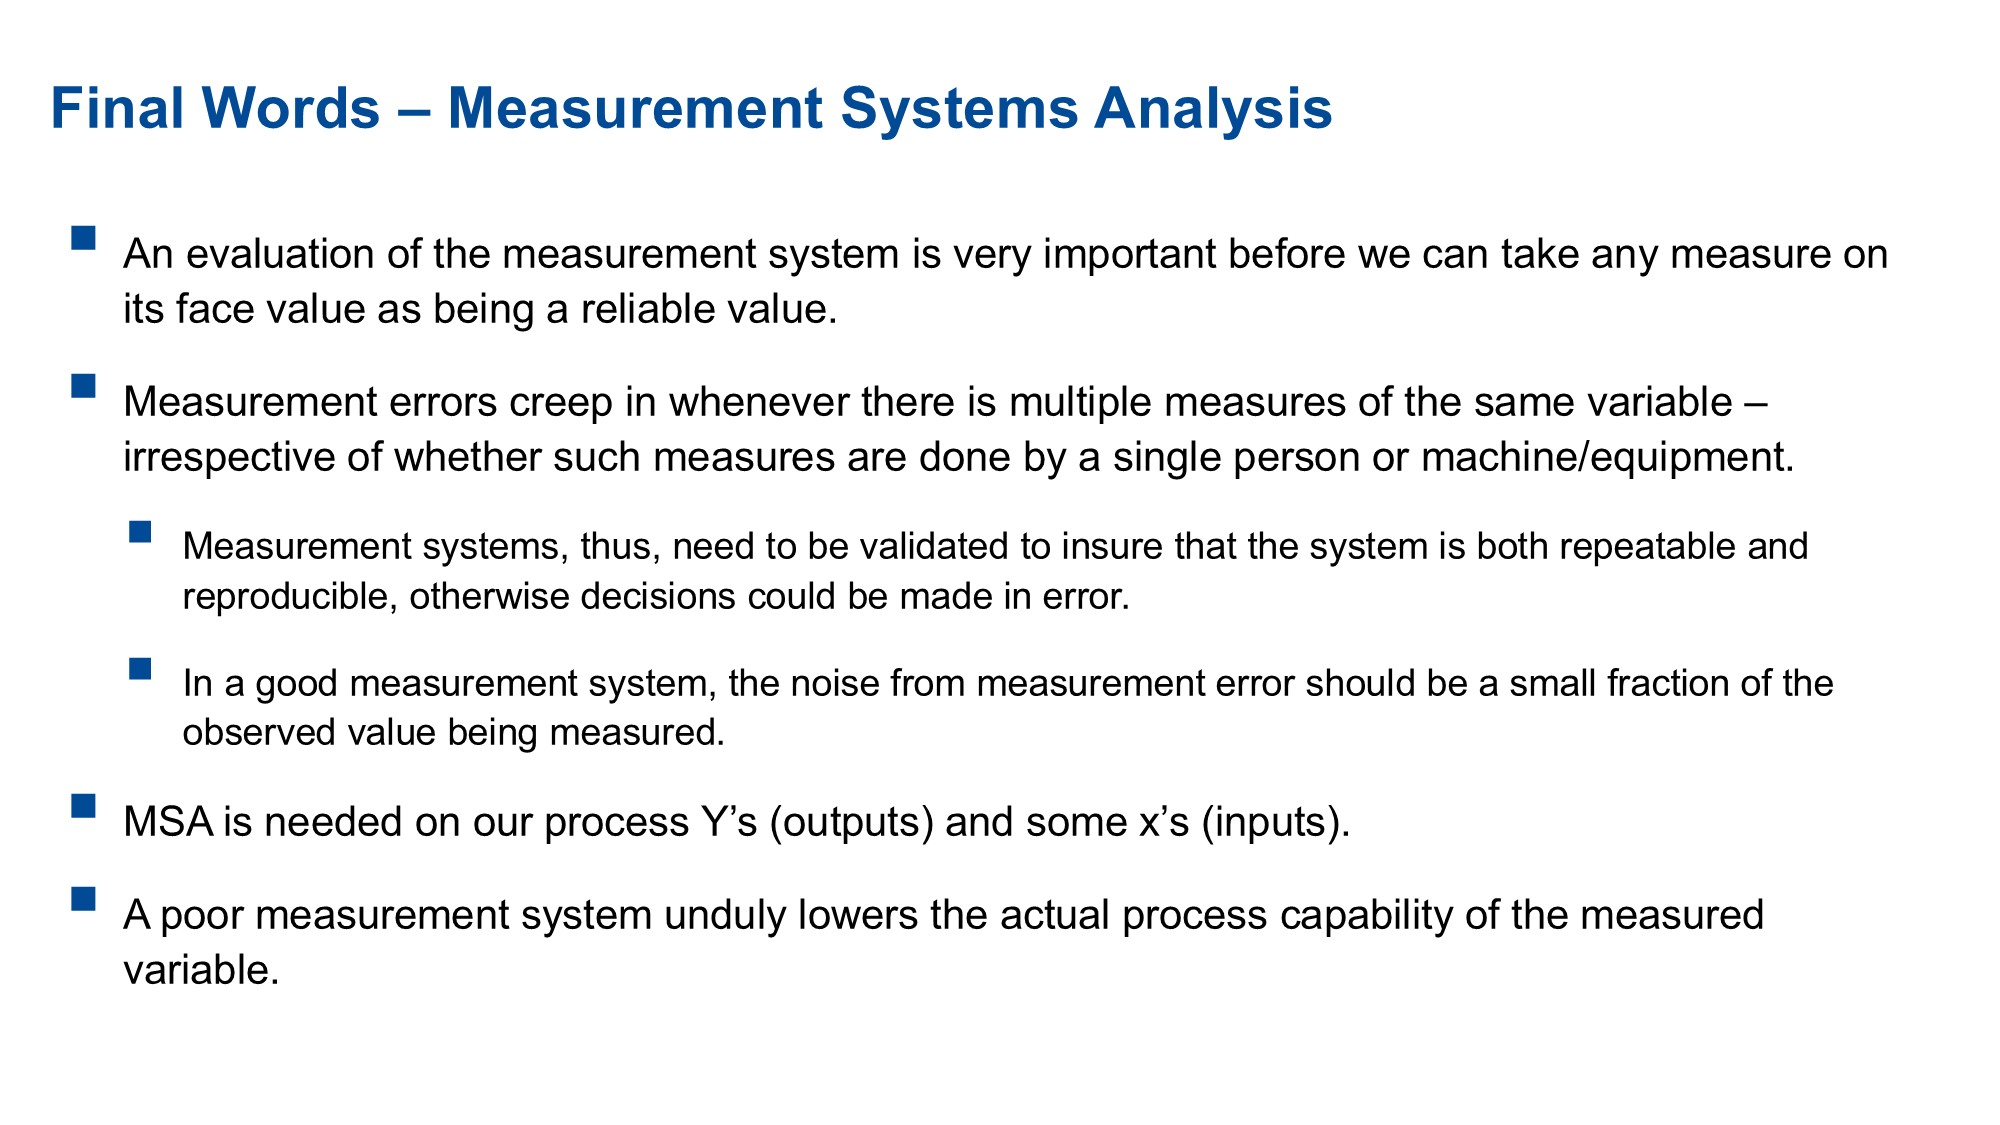 Final Words – Measurement Systems Analysis
An evaluation of the measurement system is very important before we can take any measure on
its face value as being a reliable value.
Measurement errors creep in whenever there is multiple measures of the same variable –
irrespective of whether such measures are done by a single person or machine/equipment.
Measurement systems, thus, need to be validated to insure that the system is both repeatable and
reproducible, otherwise decisions could be made in error.
In a good measurement system, the noise from measurement error should be a small fraction of the
observed value being measured.
MSA is needed on our process Y’s (outputs) and some x’s (inputs).
A poor measurement system unduly lowers the actual process capability of the measured
variable.